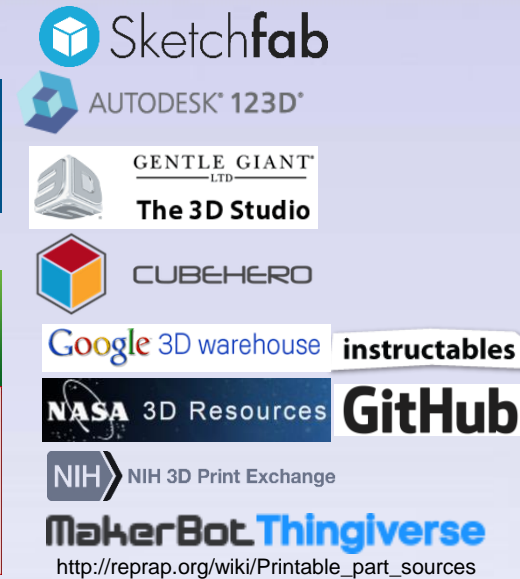 Sketchfab
AUTODESK® 123D®
GENTLE GIANT®
LTD
The 3D Studio
CUBEHERO
Google 3D warehouse
instructables
NASA 3D Resources
GitHub
NIH NIH 3D Print Exchange
MakerBot Thingiverse
http://reprap.org/wiki/Printable_part_sources